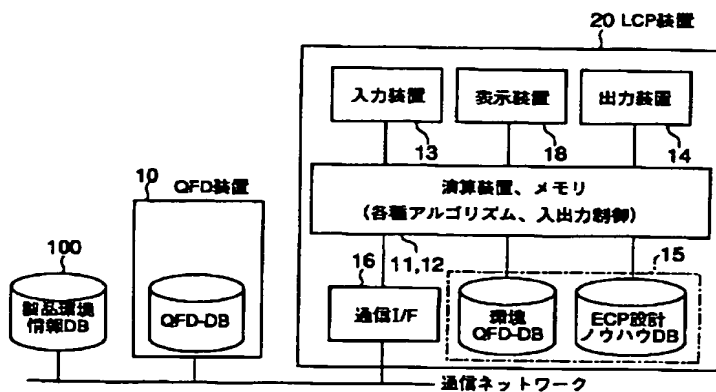 20 LCP装置
入力装置
表示装置
出力装置
13
18
14
演算装置、メモリ
(各種アルゴリズム、入出力制御)
10
QFD装置
100
製品環境
情報DB
QFD-DB
16
11,12
15
通信I/F
環境
QFD-DB
ECP設計
ノウハウDB
通信ネットワーク